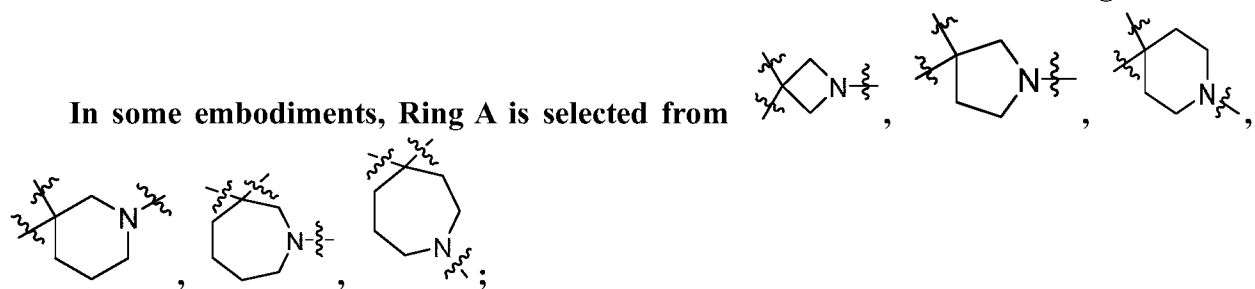 In some embodiments, Ring A is selected from N , N , N ,
N , N , N ;